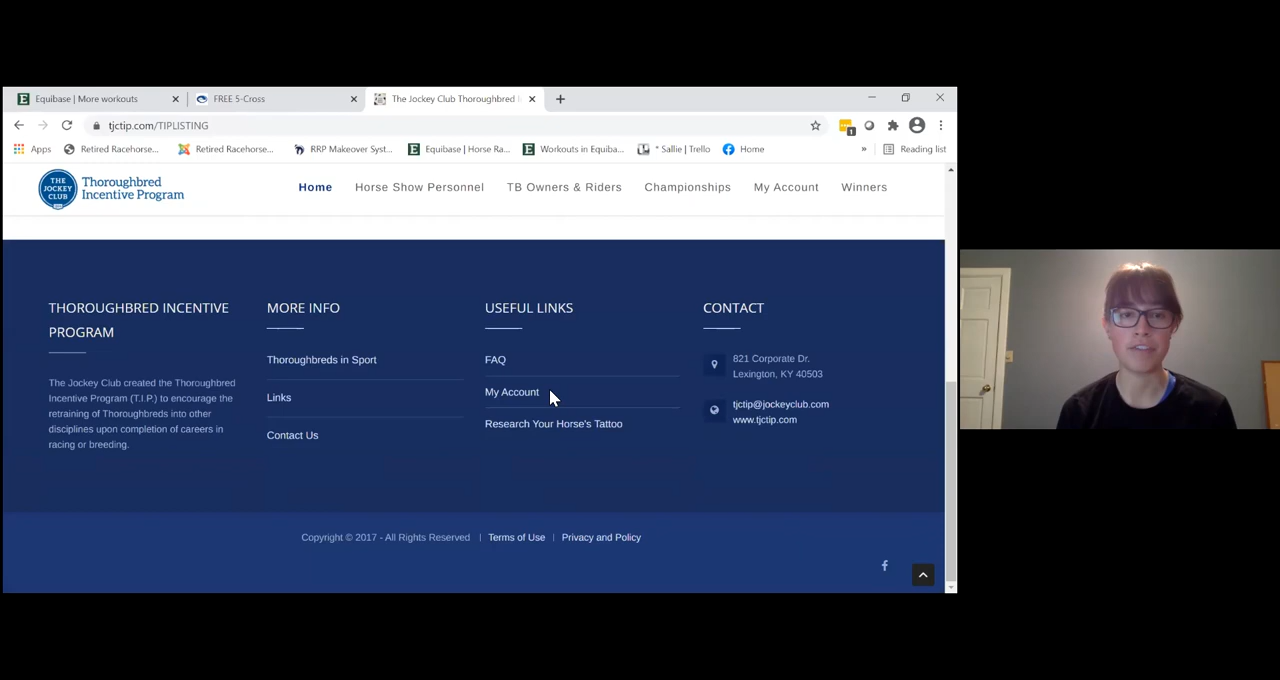 Equibase | More workouts
FREE 5-Cross
The Jockey Club Thoroughbred I
tjctip.com/TIPLISTING
1
Apps
Retired Racehorse...
Retired Racehorse...
RRP Makeover Syst...
Equibase | Horse Ra...
Workouts in Equiba...
* Sallie | Trello
Home
»
Reading list
THE JOCKEY CLUB
Thoroughbred
Incentive Program
Home
Horse Show Personnel
TB Owners & Riders
Championships
My Account
Winners
THOROUGHBRED INCENTIVE
PROGRAM
The Jockey Club created the Thoroughbred
Incentive Program (T.I.P.) to encourage the
retraining of Thoroughbreds into other
disciplines upon completion of careers in
racing or breeding.
MORE INFO
Thoroughbreds in Sport
Links
Contact Us
USEFUL LINKS
FAQ
My Account
Research Your Horse's Tattoo
CONTACT
821 Corporate Dr.
Lexington, KY 40503
tjctip@jockeyclub.com
www.tjctip.com
Copyright © 2017 - All Rights Reserved | Terms of Use | Privacy and Policy